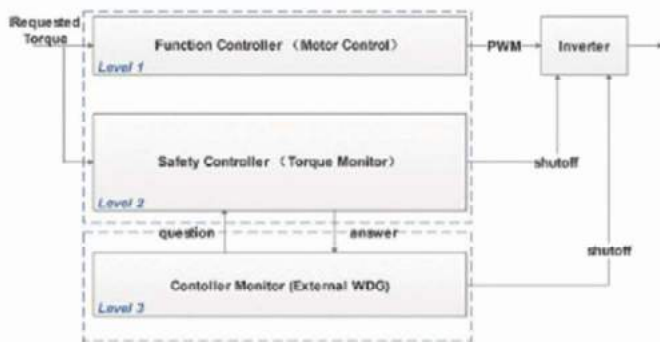 Requested
Torque
Function Controller (Motor Control)
Level 1
PWM
Inverter
Safety Controller (Torque Monitor)
Level 2
shutoff
question
answer
shutoff
Contoller Monitor (External WDG)
Level 3